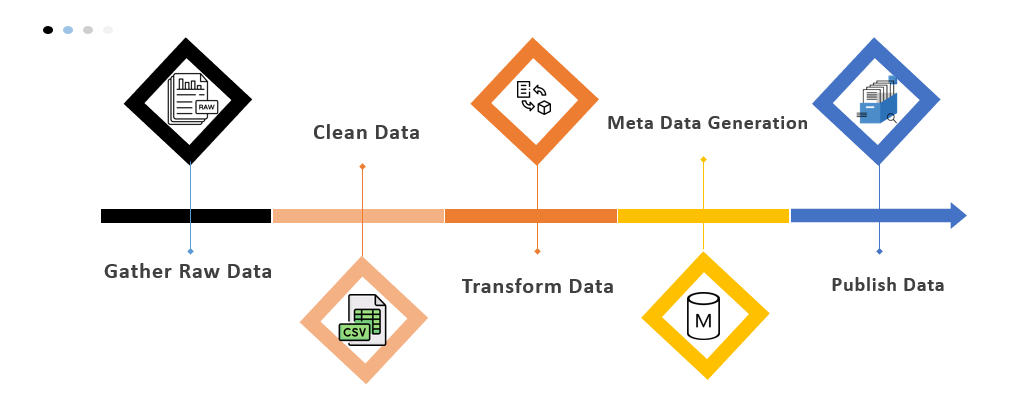 RAW
Clean Data
Meta Data Generation
Gather Raw Data
Transform Data
Publish Data
CSV
M